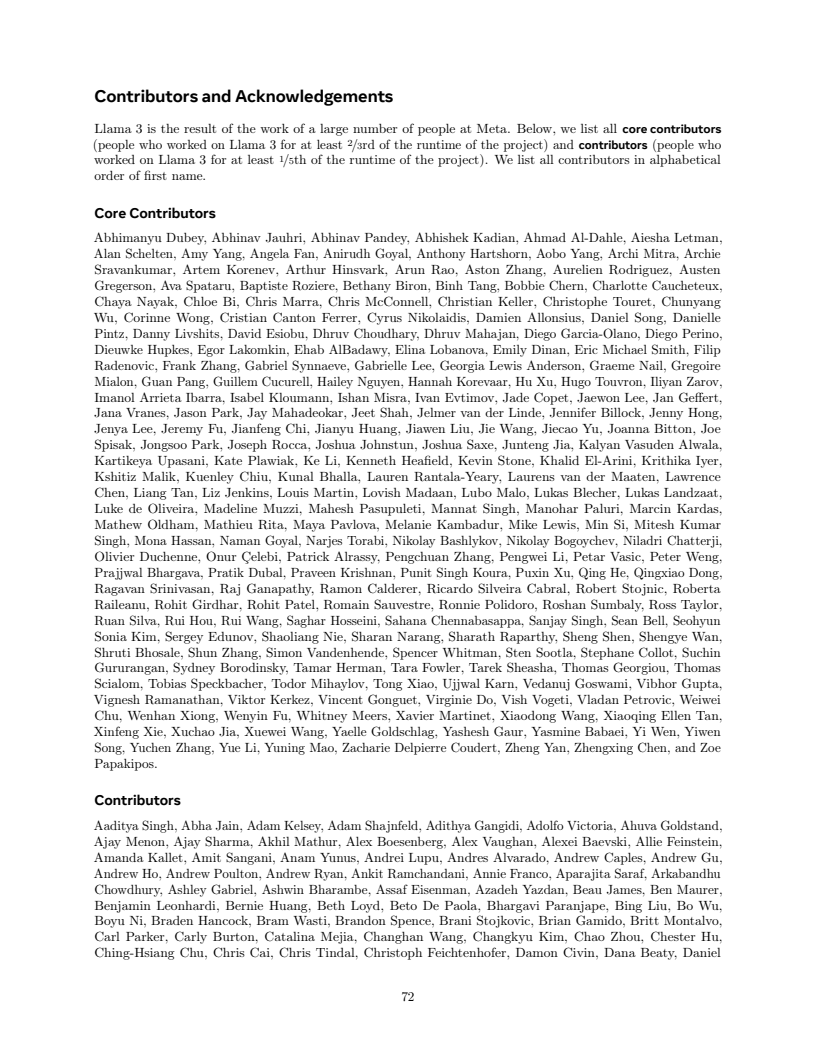 Contributors and Acknowledgements
Llama 3 is the result of the work of a large number of people at Meta. Below, we list all core contributors
(people who worked on Llama 3 for at least 2/3rd of the runtime of the project) and contributors (people who
worked on Llama 3 for at least 1/5th of the runtime of the project). We list all contributors in alphabetical
order of first name.
Core Contributors
Abhimanyu Dubey, Abhinav Jauhri, Abhinav Pandey, Abhishek Kadian, Ahmad Al-Dahle, Aiesha Letman,
Alan Schelten, Amy Yang, Angela Fan, Anirudh Goyal, Anthony Hartshorn, Aobo Yang, Archi Mitra, Archie
Sravankumar, Artem Korenev, Arthur Hinsvark, Arun Rao, Aston Zhang, Aurelien Rodriguez, Austen
Gregerson, Ava Spataru, Baptiste Roziere, Bethany Biron, Binh Tang, Bobbie Chern, Charlotte Caucheteux,
Chaya Nayak, Chloe Bi, Chris Marra, Chris McConnell, Christian Keller, Christophe Touret, Chunyang
Wu, Corinne Wong, Cristian Canton Ferrer, Cyrus Nikolaidis, Damien Allonsius, Daniel Song, Danielle
Pintz, Danny Livshits, David Esiobu, Dhruv Choudhary, Dhruv Mahajan, Diego Garcia-Olano, Diego Perino,
Dieuwke Hupkes, Egor Lakomkin, Ehab AlBadawy, Elina Lobanova, Emily Dinan, Eric Michael Smith, Filip
Radenovic, Frank Zhang, Gabriel Synnaeve, Gabrielle Lee, Georgia Lewis Anderson, Graeme Nail, Gregoire
Mialon, Guan Pang, Guillem Cucurell, Hailey Nguyen, Hannah Korevaar, Hu Xu, Hugo Touvron, Iliyan Zarov,
Imanol Arrieta Ibarra, Isabel Kloumann, Ishan Misra, Ivan Evtimov, Jade Copet, Jaewon Lee, Jan Geffert,
Jana Vranes, Jason Park, Jay Mahadeokar, Jeet Shah, Jelmer van der Linde, Jennifer Billock, Jenny Hong,
Jenya Lee, Jeremy Fu, Jianfeng Chi, Jianyu Huang, Jiawen Liu, Jie Wang, Jiecao Yu, Joanna Bitton, Joe
Spisak, Jongsoo Park, Joseph Rocca, Joshua Johnstun, Joshua Saxe, Junteng Jia, Kalyan Vasuden Alwala,
Kartikeya Upasani, Kate Plawiak, Ke Li, Kenneth Heafield, Kevin Stone, Khalid El-Arini, Krithika Iyer,
Kshitiz Malik, Kuenley Chiu, Kunal Bhalla, Lauren Rantala-Yeary, Laurens van der Maaten, Lawrence
Chen, Liang Tan, Liz Jenkins, Louis Martin, Lovish Madaan, Lubo Malo, Lukas Blecher, Lukas Landzaat,
Luke de Oliveira, Madeline Muzzi, Mahesh Pasupuleti, Mannat Singh, Manohar Paluri, Marcin Kardas,
Mathew Oldham, Mathieu Rita, Maya Pavlova, Melanie Kambadur, Mike Lewis, Min Si, Mitesh Kumar
Singh, Mona Hassan, Naman Goyal, Narjes Torabi, Nikolay Bashlykov, Nikolay Bogoychev, Niladri Chatterji,
Olivier Duchenne, Onur Çelebi, Patrick Alrassy, Pengchuan Zhang, Pengwei Li, Petar Vasic, Peter Weng,
Prajjwal Bhargava, Pratik Dubal, Praveen Krishnan, Punit Singh Koura, Puxin Xu, Qing He, Qingxiao Dong,
Ragavan Srinivasan, Raj Ganapathy, Ramon Calderer, Ricardo Silveira Cabral, Robert Stojnic, Roberta
Raileanu, Rohit Girdhar, Rohit Patel, Romain Sauvestre, Ronnie Polidoro, Roshan Sumbaly, Ross Taylor,
Ruan Silva, Rui Hou, Rui Wang, Saghar Hosseini, Sahana Chennabasappa, Sanjay Singh, Sean Bell, Seohyun
Sonia Kim, Sergey Edunov, Shaoliang Nie, Sharan Narang, Sharath Raparthy, Sheng Shen, Shengye Wan,
Shruti Bhosale, Shun Zhang, Simon Vandenhende, Spencer Whitman, Sten Sootla, Stephane Collot, Suchin
Gururangan, Sydney Borodinsky, Tamar Herman, Tara Fowler, Tarek Sheasha, Thomas Georgiou, Thomas
Scialom, Tobias Speckbacher, Todor Mihaylov, Tong Xiao, Ujjwal Karn, Vedanuj Goswami, Vibhor Gupta,
Vignesh Ramanathan, Viktor Kerkez, Vincent Gonguet, Virginie Do, Vish Vogeti, Vladan Petrovic, Weiwei
Chu, Wenhan Xiong, Wenyin Fu, Whitney Meers, Xavier Martinet, Xiaodong Wang, Xiaoqing Ellen Tan,
Xinfeng Xie, Xuchao Jia, Xuewei Wang, Yaelle Goldschlag, Yashesh Gaur, Yasmine Babaei, Yi Wen, Yiwen
Song, Yuchen Zhang, Yue Li, Yuning Mao, Zacharie Delpierre Coudert, Zheng Yan, Zhengxing Chen, and Zoe
Papakipos.
Contributors
Aaditya Singh, Abha Jain, Adam Kelsey, Adam Shajnfeld, Adithya Gangidi, Adolfo Victoria, Ahuva Goldstand,
Ajay Menon, Ajay Sharma, Akhil Mathur, Alex Boesenberg, Alex Vaughan, Alexei Baevski, Allie Feinstein,
Amanda Kallet, Amit Sangani, Anam Yunus, Andrei Lupu, Andres Alvarado, Andrew Caples, Andrew Gu,
Andrew Ho, Andrew Poulton, Andrew Ryan, Ankit Ramchandani, Annie Franco, Aparajita Saraf, Arkabandhu
Chowdhury, Ashley Gabriel, Ashwin Bharambe, Assaf Eisenman, Azadeh Yazdan, Beau James, Ben Maurer,
Benjamin Leonhardi, Bernie Huang, Beth Loyd, Beto De Paola, Bhargavi Paranjape, Bing Liu, Bo Wu,
Boyu Ni, Braden Hancock, Bram Wasti, Brandon Spence, Brani Stojkovic, Brian Gamido, Britt Montalvo,
Carl Parker, Carly Burton, Catalina Mejia, Changhan Wang, Changkyu Kim, Chao Zhou, Chester Hu,
Ching-Hsiang Chu, Chris Cai, Chris Tindal, Christoph Feichtenhofer, Damon Civin, Dana Beaty, Daniel
72